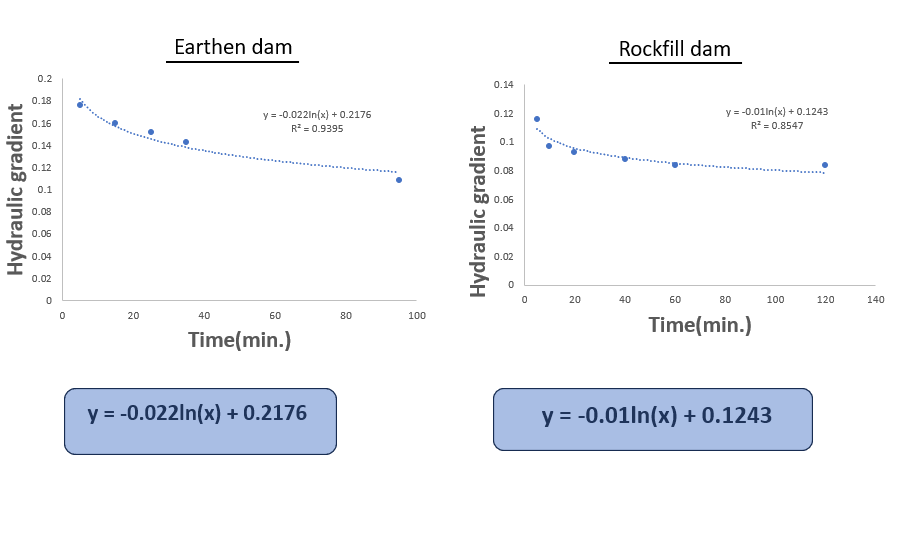 Earthen dam
Hydraulic gradient
0.2
0.18
0.16
0.14
0.12
0.1
0.08
0.06
0.04
0.02
0
y = -0.022ln(x) + 0.2176
R² = 0.9395
0 20 40 60 80 100
Time(min.)
Rockfill dam
Hydraulic gradient
0.14
0.12
0.1
0.08
0.06
0.04
0.02
0
y = -0.01ln(x) + 0.1243
R² = 0.8547
0 20 40 60 80 100 120 140
Time(min.)
y = -0.022ln(x) + 0.2176
y = -0.01ln(x) + 0.1243